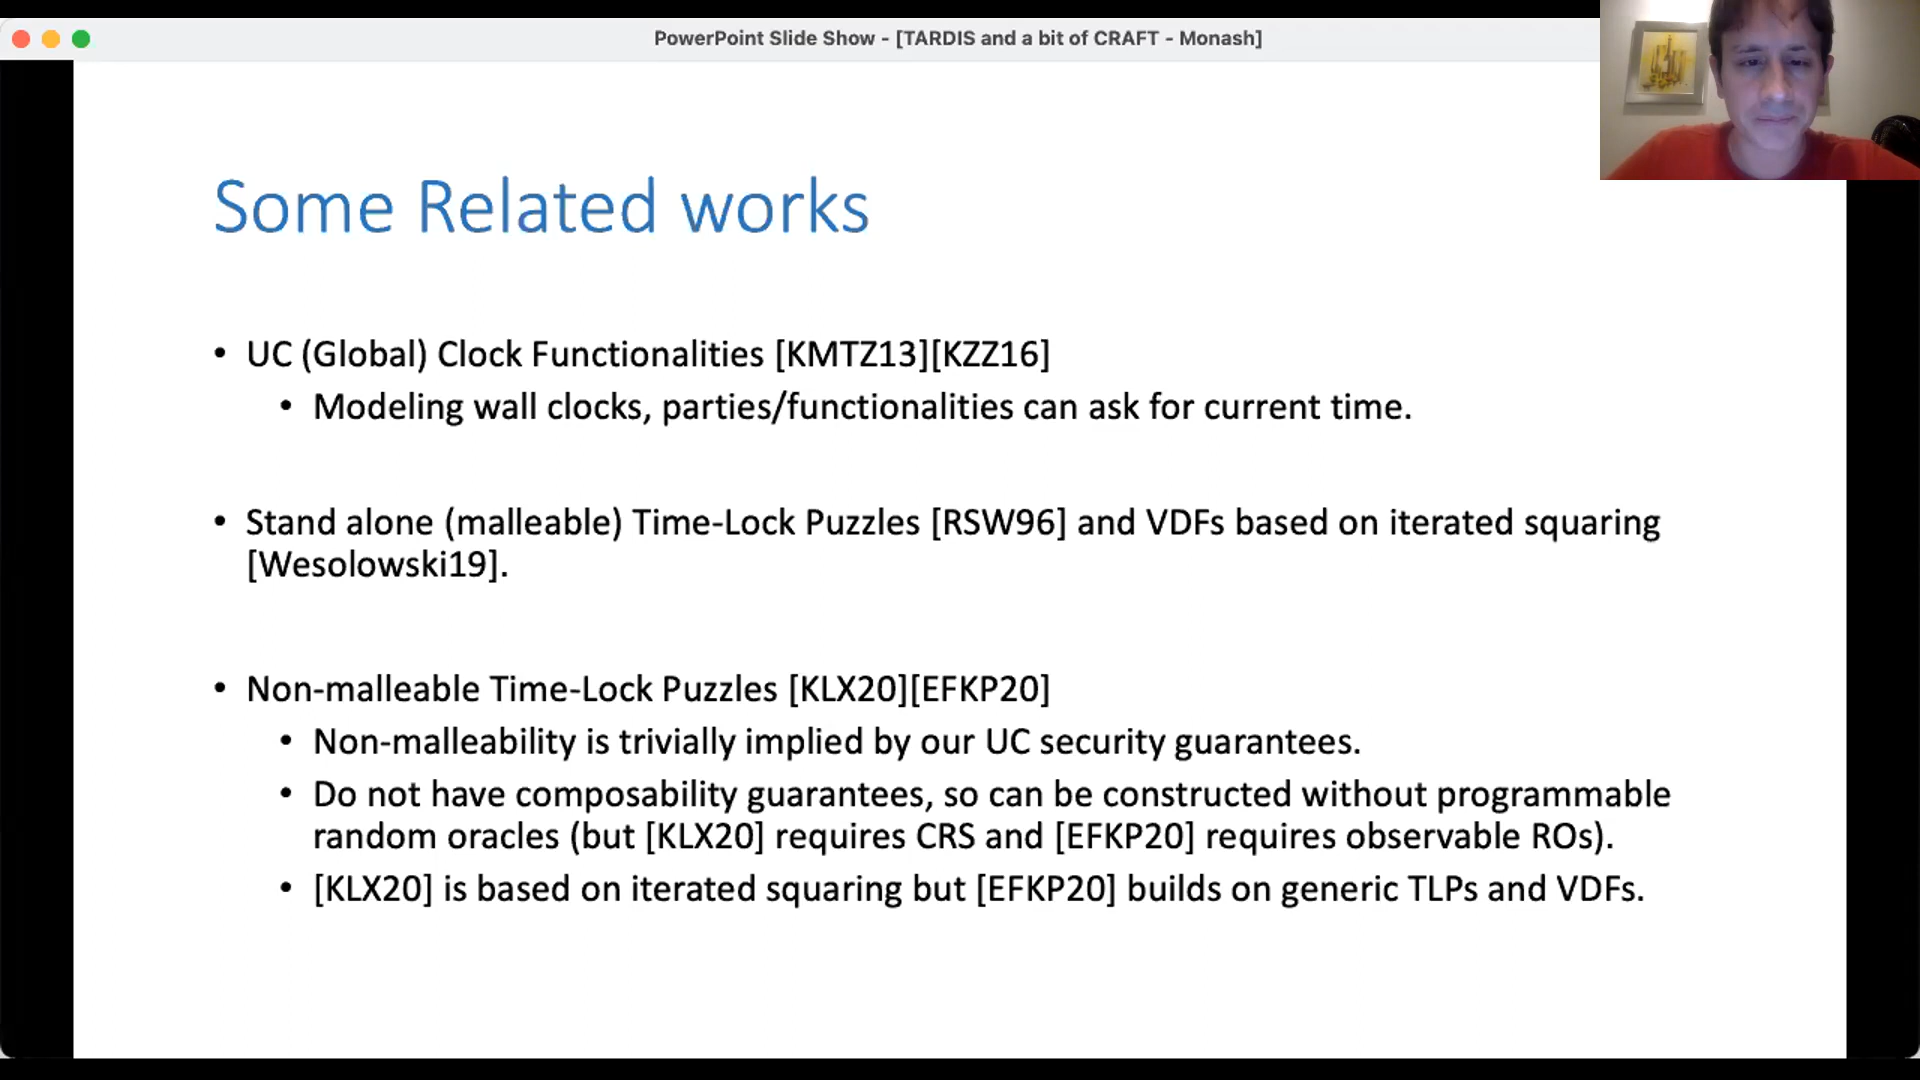 PowerPoint Slide Show - [TARDIS and a bit of CRAFT - Monash]
Some Related works
• UC (Global) Clock Functionalities [KMTZ13][KZZ16]
• Modeling wall clocks, parties/functionalities can ask for current time.
• Stand alone (malleable) Time-Lock Puzzles [RSW96] and VDFs based on iterated squaring
[Wesolowski19].
• Non-malleable Time-Lock Puzzles [KLX20][EFKP20]
• Non-malleability is trivially implied by our UC security guarantees.
• Do not have composability guarantees, so can be constructed without programmable
random oracles (but [KLX20] requires CRS and [EFKP20] requires observable ROs).
• [KLX20] is based on iterated squaring but [EFKP20] builds on generic TLPs and VDFs.